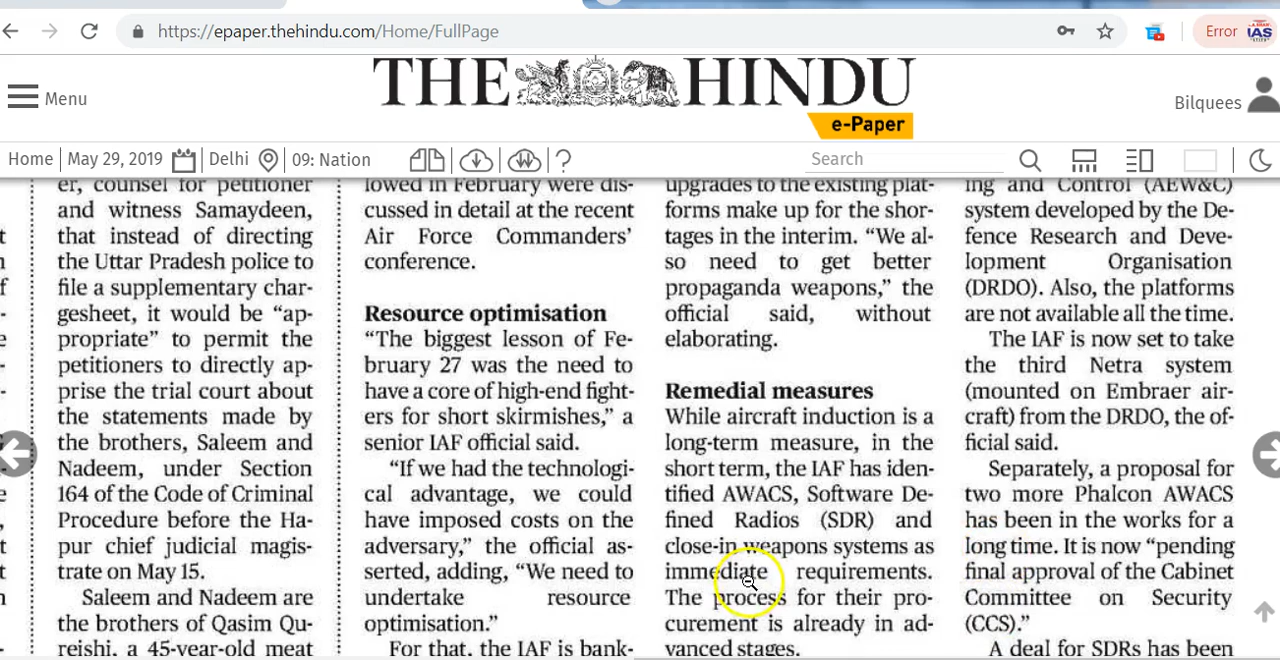 https://epaper.thehindu.com/Home/FullPage
Error
IAS
Menu
THE HINDU
e-Paper
Bilquees
Home
May 29, 2019
Delhi
09: Nation
Search
er, counsel for petitioner
and witness Samaydeen,
that instead of directing
the Uttar Pradesh police to
file a supplementary char-
gesheet, it would be “ap-
propriate” to permit the
petitioners to directly ap-
prise the trial court about
the statements made by
the brothers, Saleem and
Nadeem, under Section
164 of the Code of Criminal
Procedure before the Ha-
pur chief judicial magis-
trate on May 15.
Saleem and Nadeem are
the brothers of Qasim Qu-
reishi, a 45-year-old meat
lowed in February were dis-
cussed in detail at the recent
Air Force Commanders’
conference.
Resource optimisation
“The biggest lesson of Fe-
bruary 27 was the need to
have a core of high-end fight-
ers for short skirmishes,” a
senior IAF official said.
“If we had the technologi-
cal advantage, we could
have imposed costs on the
adversary,” the official as-
serted, adding, “We need to
undertake resource
optimisation.”
For that, the IAF is bank-
upgrades to the existing plat-
forms make up for the shor-
tages in the interim. “We al-
so need to get better
propaganda weapons,” the
official said, without
elaborating.
Remedial measures
While aircraft induction is a
long-term measure, in the
short term, the IAF has iden-
tified AWACS, Software De-
fined Radios (SDR) and
close-in weapons systems as
immediate requirements.
The process for their pro-
curement is already in ad-
vanced stages.
ing and Control (AEW&C)
system developed by the De-
fence Research and Deve-
lopment Organisation
(DRDO). Also, the platforms
are not available all the time.
The IAF is now set to take
the third Netra system
(mounted on Embraer air-
craft) from the DRDO, the of-
ficial said.
Separately, a proposal for
two more Phalcon AWACS
has been in the works for a
long time. It is now “pending
final approval of the Cabinet
Committee on Security
(CCS).”
A deal for SDRs has been